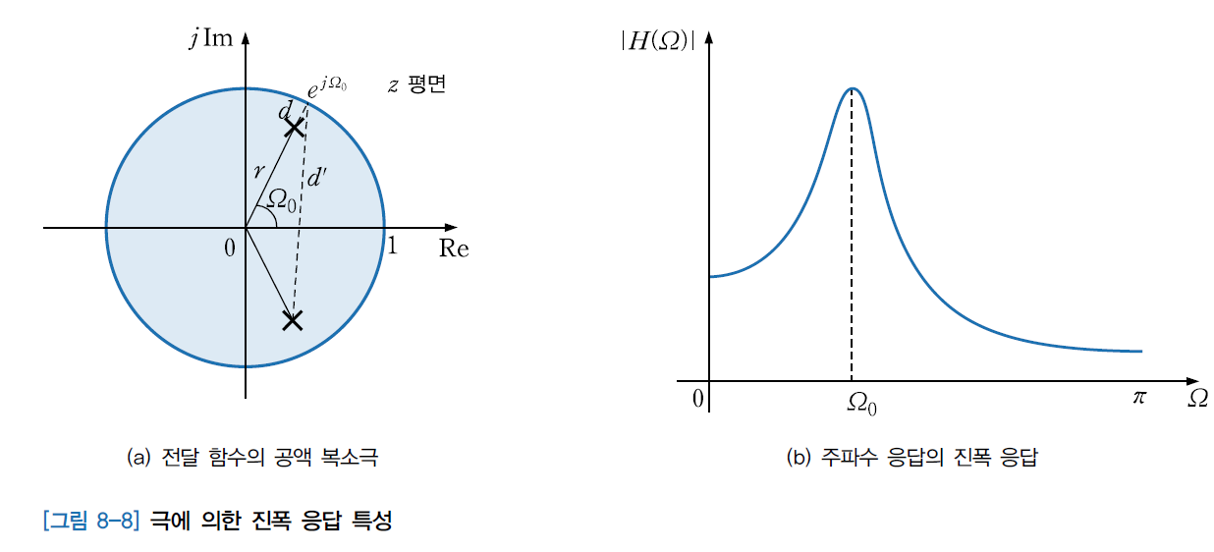 j Im
e^{jΩ₀}
z 평면
d
r
d′
Ω₀
0
1
Re
(a) 전달 함수의 공액 복소극
|H(Ω)|
0
Ω₀
π
Ω
(b) 주파수 응답의 진폭 응답
[그림 8-8] 극에 의한 진폭 응답 특성